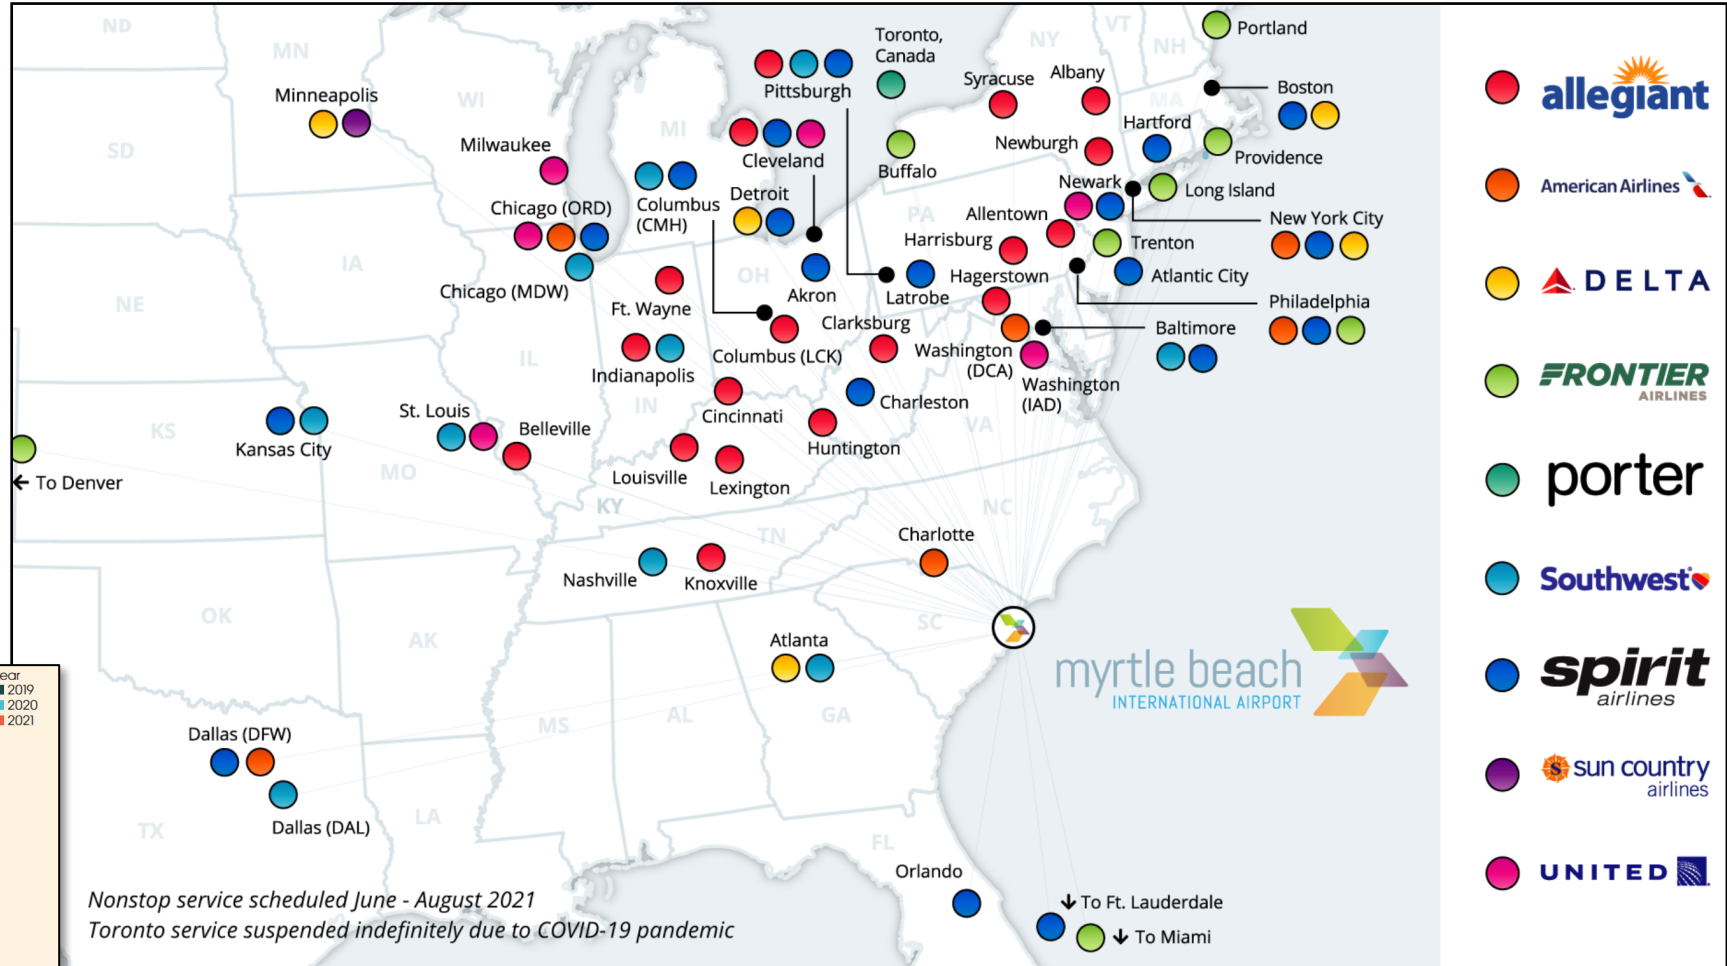 ND
MN
SD
WI
MI
NY
VT
NH
MA
IA
NE
IL
IN
OH
PA
KS
MO
KY
VA
TN
NC
OK
AK
SC
MS
AL
GA
TX
LA
FL
Portland
Toronto,
Canada
Pittsburgh
Syracuse
Albany
Boston
Minneapolis
Hartford
Milwaukee
Cleveland
Buffalo
Newburgh
Providence
Columbus
(CMH)
Detroit
Newark
Long Island
Chicago (ORD)
Allentown
New York City
Harrisburg
Trenton
Chicago (MDW)
Akron
Latrobe
Hagerstown
Atlantic City
Ft. Wayne
Philadelphia
Clarksburg
Baltimore
Columbus (LCK)
Washington
(DCA)
Indianapolis
Washington
(IAD)
Cincinnati
Charleston
St. Louis
Belleville
Kansas City
Huntington
Louisville
Lexington
← To Denver
Charlotte
Nashville
Knoxville
Atlanta
myrtle beach
INTERNATIONAL AIRPORT
Dallas (DFW)
Dallas (DAL)
Orlando
↓ To Ft. Lauderdale
↓ To Miami
Nonstop service scheduled June - August 2021
Toronto service suspended indefinitely due to COVID-19 pandemic
ear
2019
2020
2021
allegiant
American Airlines
DELTA
FRONTIER
AIRLINES
porter
Southwest
spirit
airlines
S
sun country
airlines
UNITED